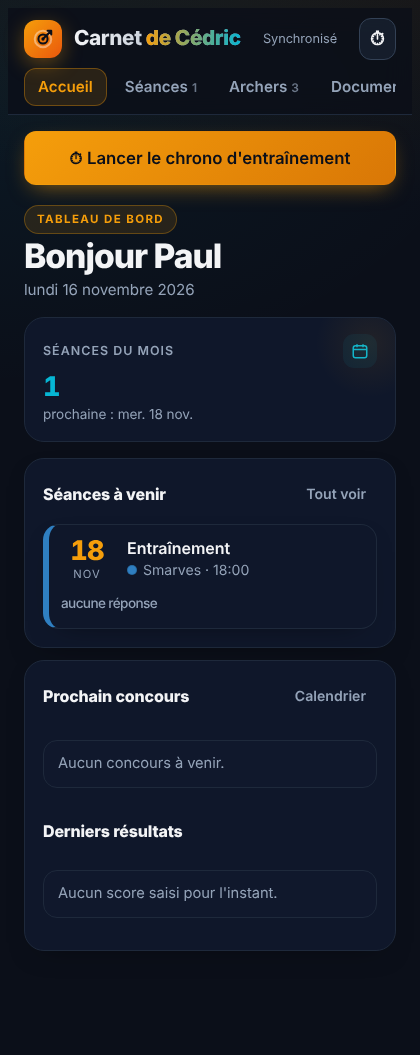 Carnet de Cédric
Synchronisé
Accueil
Séances 1
Archers 3
Documen
Lancer le chrono d'entraînement
TABLEAU DE BORD
Bonjour Paul
lundi 16 novembre 2026
SÉANCES DU MOIS
1
prochaine : mer. 18 nov.
Séances à venir
Tout voir
18
NOV
Entraînement
Smarves · 18:00
aucune réponse
Prochain concours
Calendrier
Aucun concours à venir.
Derniers résultats
Aucun score saisi pour l'instant.